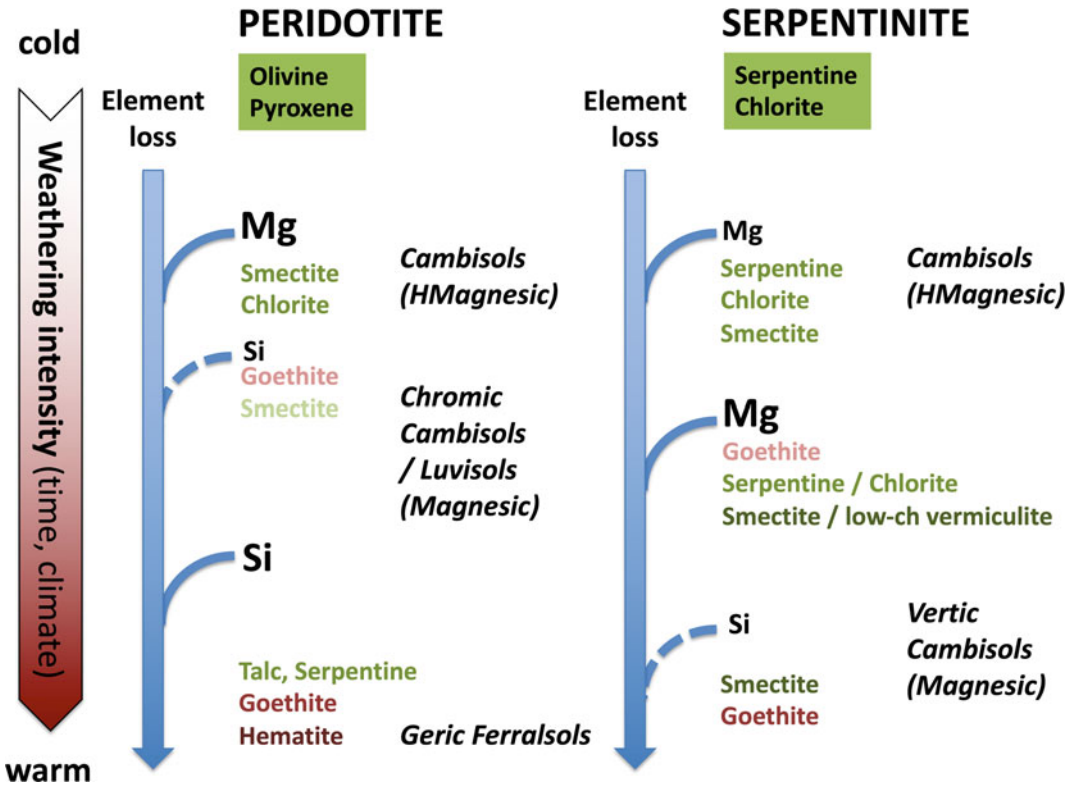 cold
Weathering intensity (time, climate)
warm
PERIDOTITE
Olivine
Pyroxene
Element
loss
Mg
Smectite
Chlorite
Cambisols
(HMagnesic)
Si
Goethite
Smectite
Chromic
Cambisols
/ Luvisols
(Magnesic)
Si
Talc, Serpentine
Goethite
Hematite
Geric Ferralsols
SERPENTINITE
Serpentine
Chlorite
Element
loss
Mg
Serpentine
Chlorite
Smectite
Cambisols
(HMagnesic)
Mg
Goethite
Serpentine / Chlorite
Smectite / low-ch vermiculite
Si
Smectite
Goethite
Vertic
Cambisols
(Magnesic)